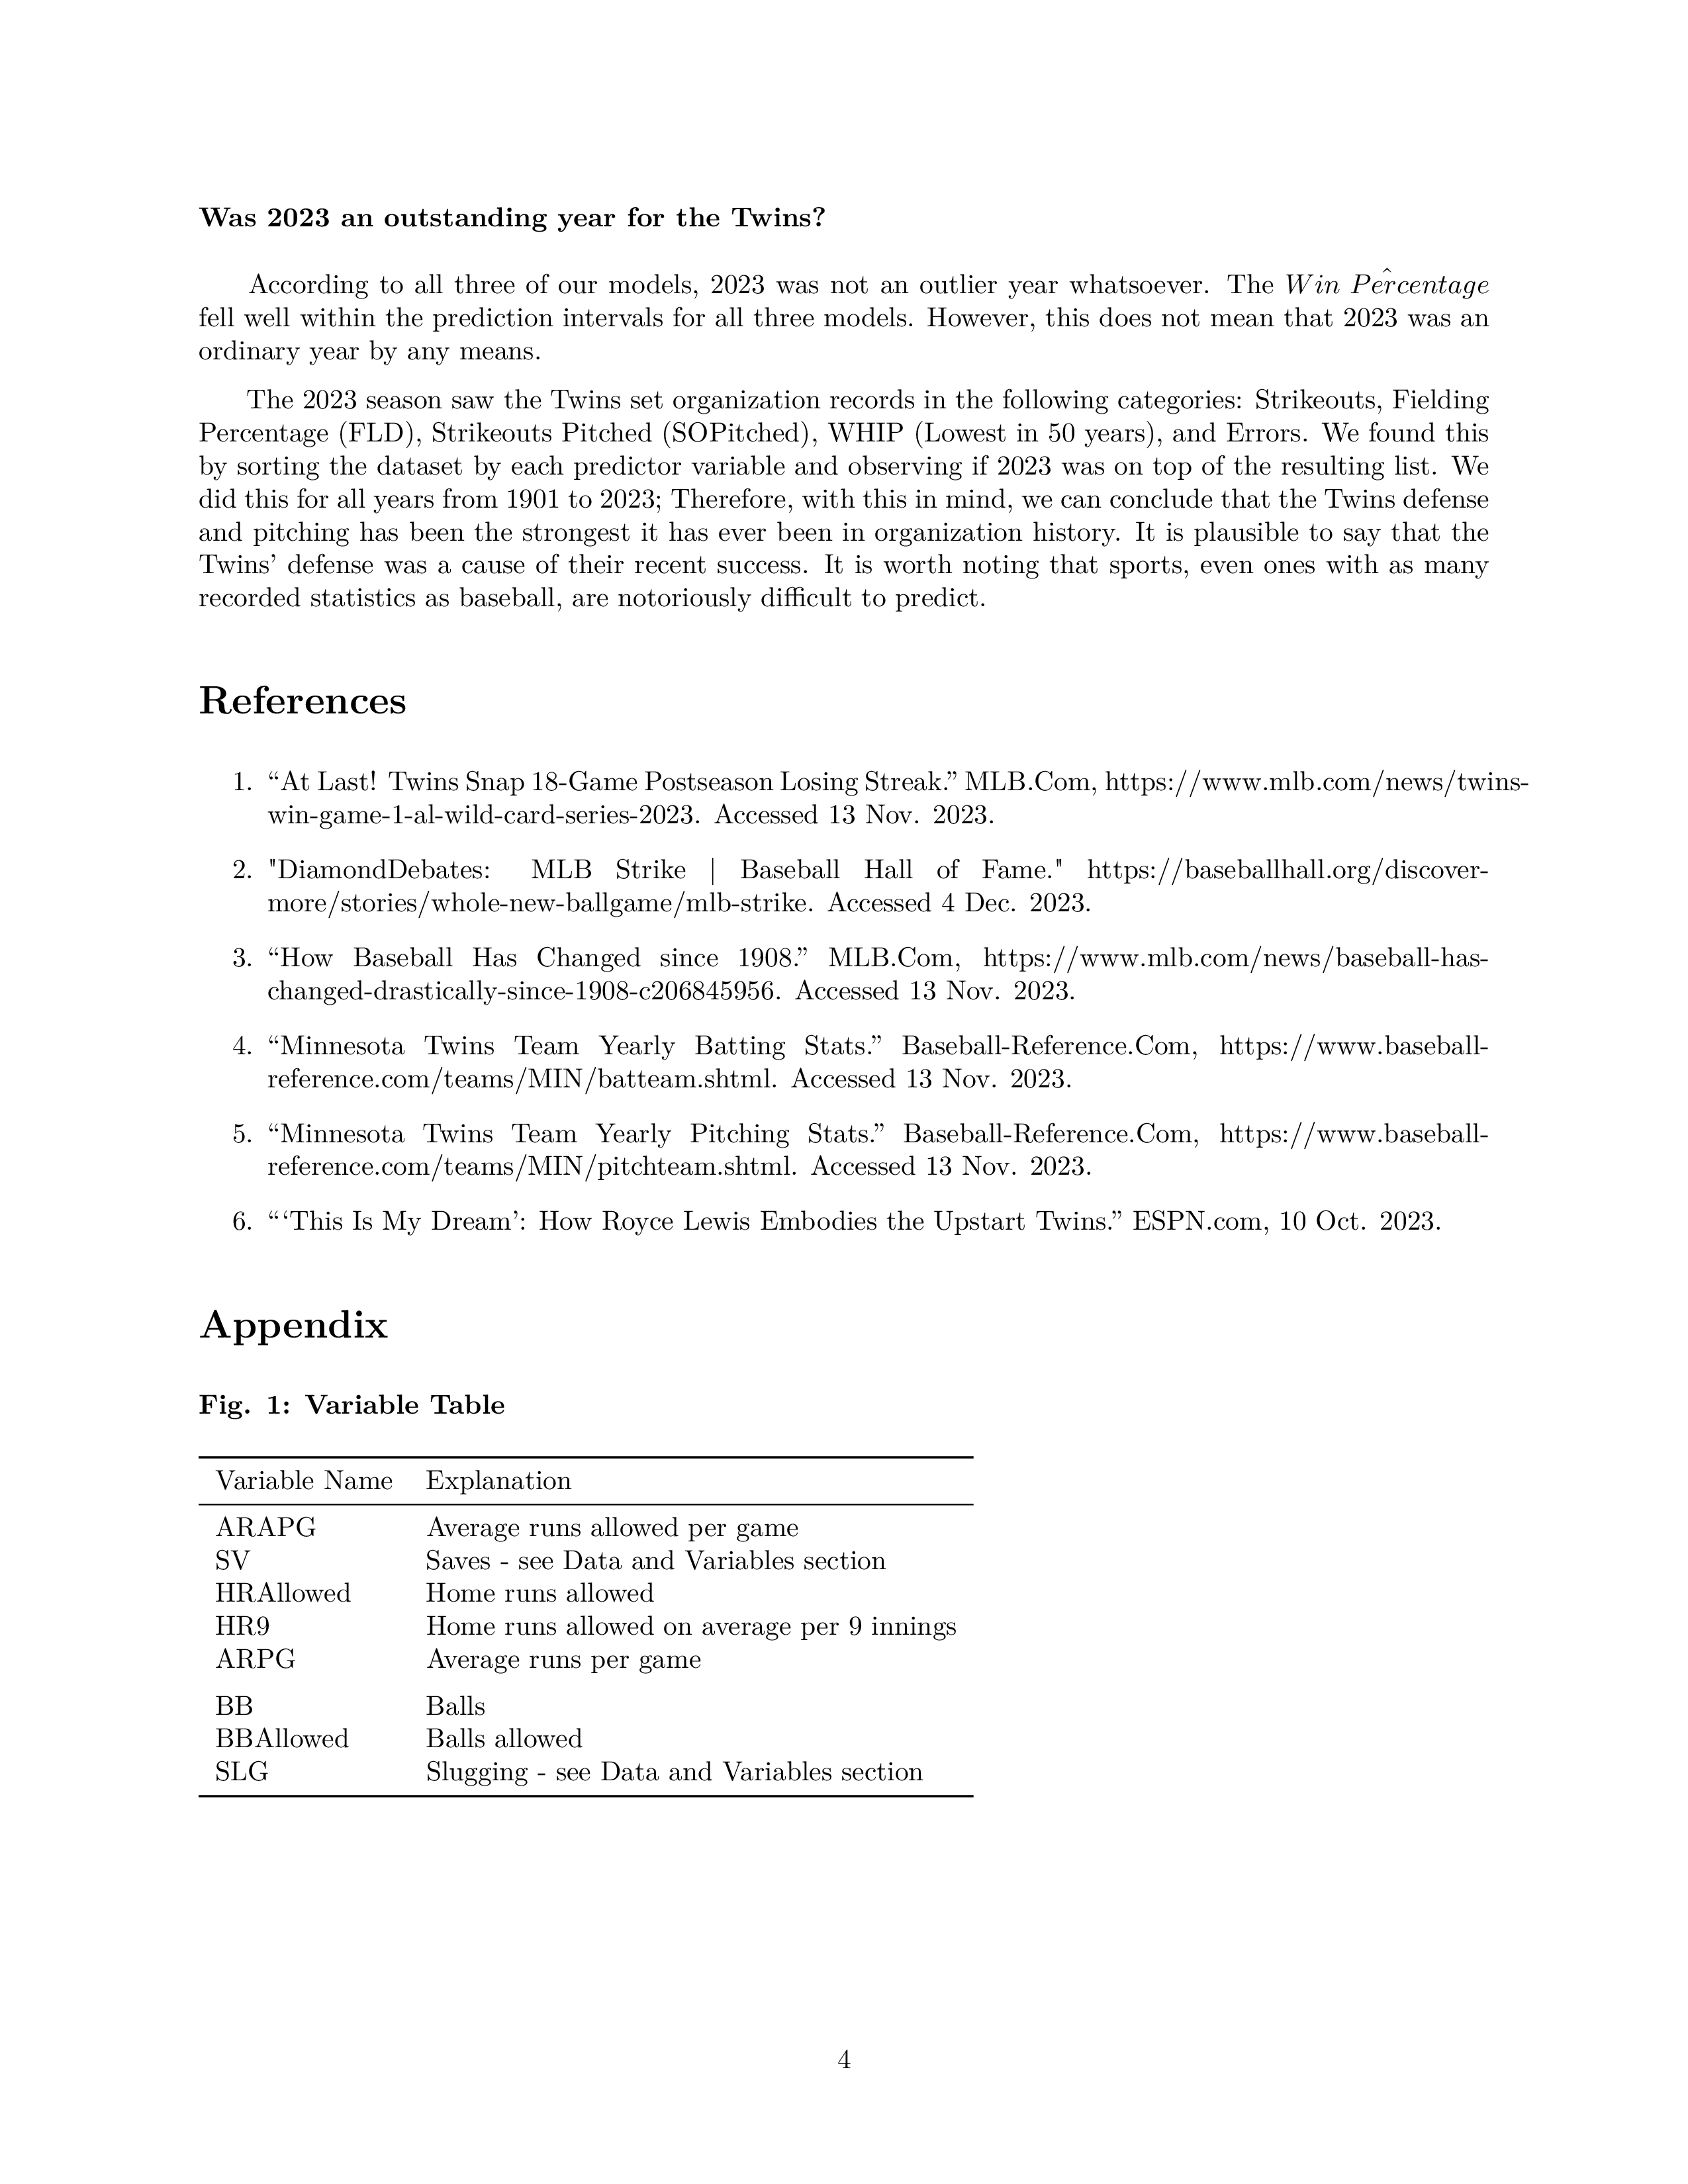 Was 2023 an outstanding year for the Twins?
According to all three of our models, 2023 was not an outlier year whatsoever. The Win Percentagê
fell well within the prediction intervals for all three models. However, this does not mean that 2023 was an
ordinary year by any means.
The 2023 season saw the Twins set organization records in the following categories: Strikeouts, Fielding
Percentage (FLD), Strikeouts Pitched (SOPitched), WHIP (Lowest in 50 years), and Errors. We found this
by sorting the dataset by each predictor variable and observing if 2023 was on top of the resulting list. We
did this for all years from 1901 to 2023; Therefore, with this in mind, we can conclude that the Twins defense
and pitching has been the strongest it has ever been in organization history. It is plausible to say that the
Twins’ defense was a cause of their recent success. It is worth noting that sports, even ones with as many
recorded statistics as baseball, are notoriously difficult to predict.
References
1. “At Last! Twins Snap 18-Game Postseason Losing Streak.” MLB.Com, https://www.mlb.com/news/twins-
win-game-1-al-wild-card-series-2023. Accessed 13 Nov. 2023.
2. "DiamondDebates: MLB Strike | Baseball Hall of Fame." https://baseballhall.org/discover-
more/stories/whole-new-ballgame/mlb-strike. Accessed 4 Dec. 2023.
3. “How Baseball Has Changed since 1908.” MLB.Com, https://www.mlb.com/news/baseball-has-
changed-drastically-since-1908-c206845956. Accessed 13 Nov. 2023.
4. “Minnesota Twins Team Yearly Batting Stats.” Baseball-Reference.Com, https://www.baseball-
reference.com/teams/MIN/batteam.shtml. Accessed 13 Nov. 2023.
5. “Minnesota Twins Team Yearly Pitching Stats.” Baseball-Reference.Com, https://www.baseball-
reference.com/teams/MIN/pitchteam.shtml. Accessed 13 Nov. 2023.
6. “‘This Is My Dream’: How Royce Lewis Embodies the Upstart Twins.” ESPN.com, 10 Oct. 2023.
Appendix
Fig. 1: Variable Table
Variable Name Explanation
ARAPG Average runs allowed per game
SV Saves - see Data and Variables section
HRAllowed Home runs allowed
HR9 Home runs allowed on average per 9 innings
ARPG Average runs per game
BB Balls
BBAllowed Balls allowed
SLG Slugging - see Data and Variables section
4